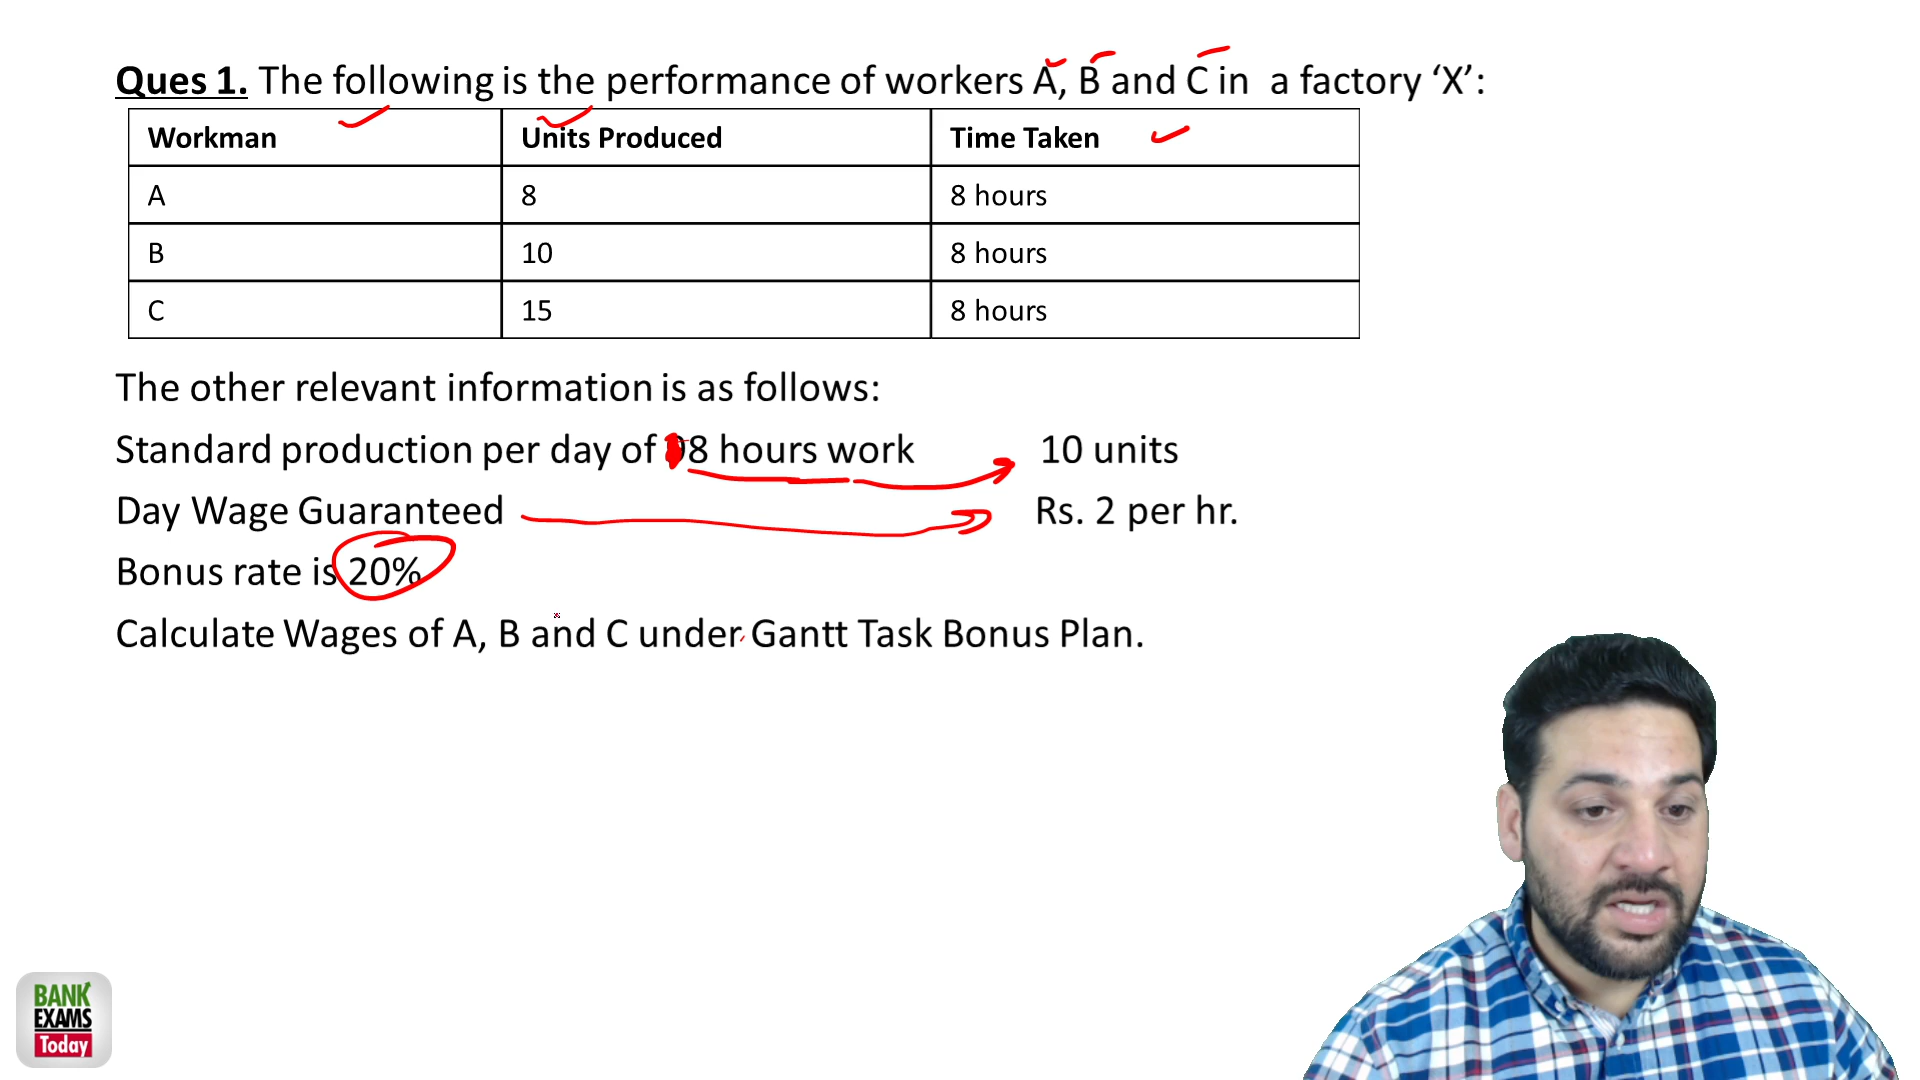 Ques 1. The following is the performance of workers A, B and C in a factory ‘X’:
Workman Units Produced Time Taken
A 8 8 hours
B 10 8 hours
C 15 8 hours
The other relevant information is as follows:
Standard production per day of 8 hours work 10 units
Day Wage Guaranteed Rs. 2 per hr.
Bonus rate is 20%
Calculate Wages of A, B and C under Gantt Task Bonus Plan.
BANK
EXAMS
Today